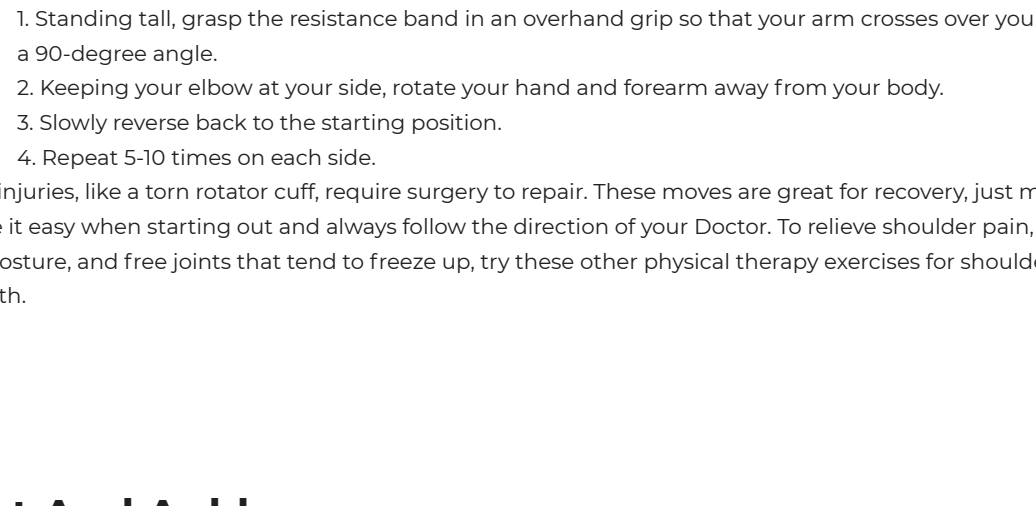 1. Standing tall, grasp the resistance band in an overhand grip so that your arm crosses over you
a 90-degree angle.
2. Keeping your elbow at your side, rotate your hand and forearm away from your body.
3. Slowly reverse back to the starting position.
4. Repeat 5-10 times on each side.
injuries, like a torn rotator cuff, require surgery to repair. These moves are great for recovery, just
it easy when starting out and always follow the direction of your Doctor. To relieve shoulder pain,
osture, and free joints that tend to freeze up, try these other physical therapy exercises for should
th.